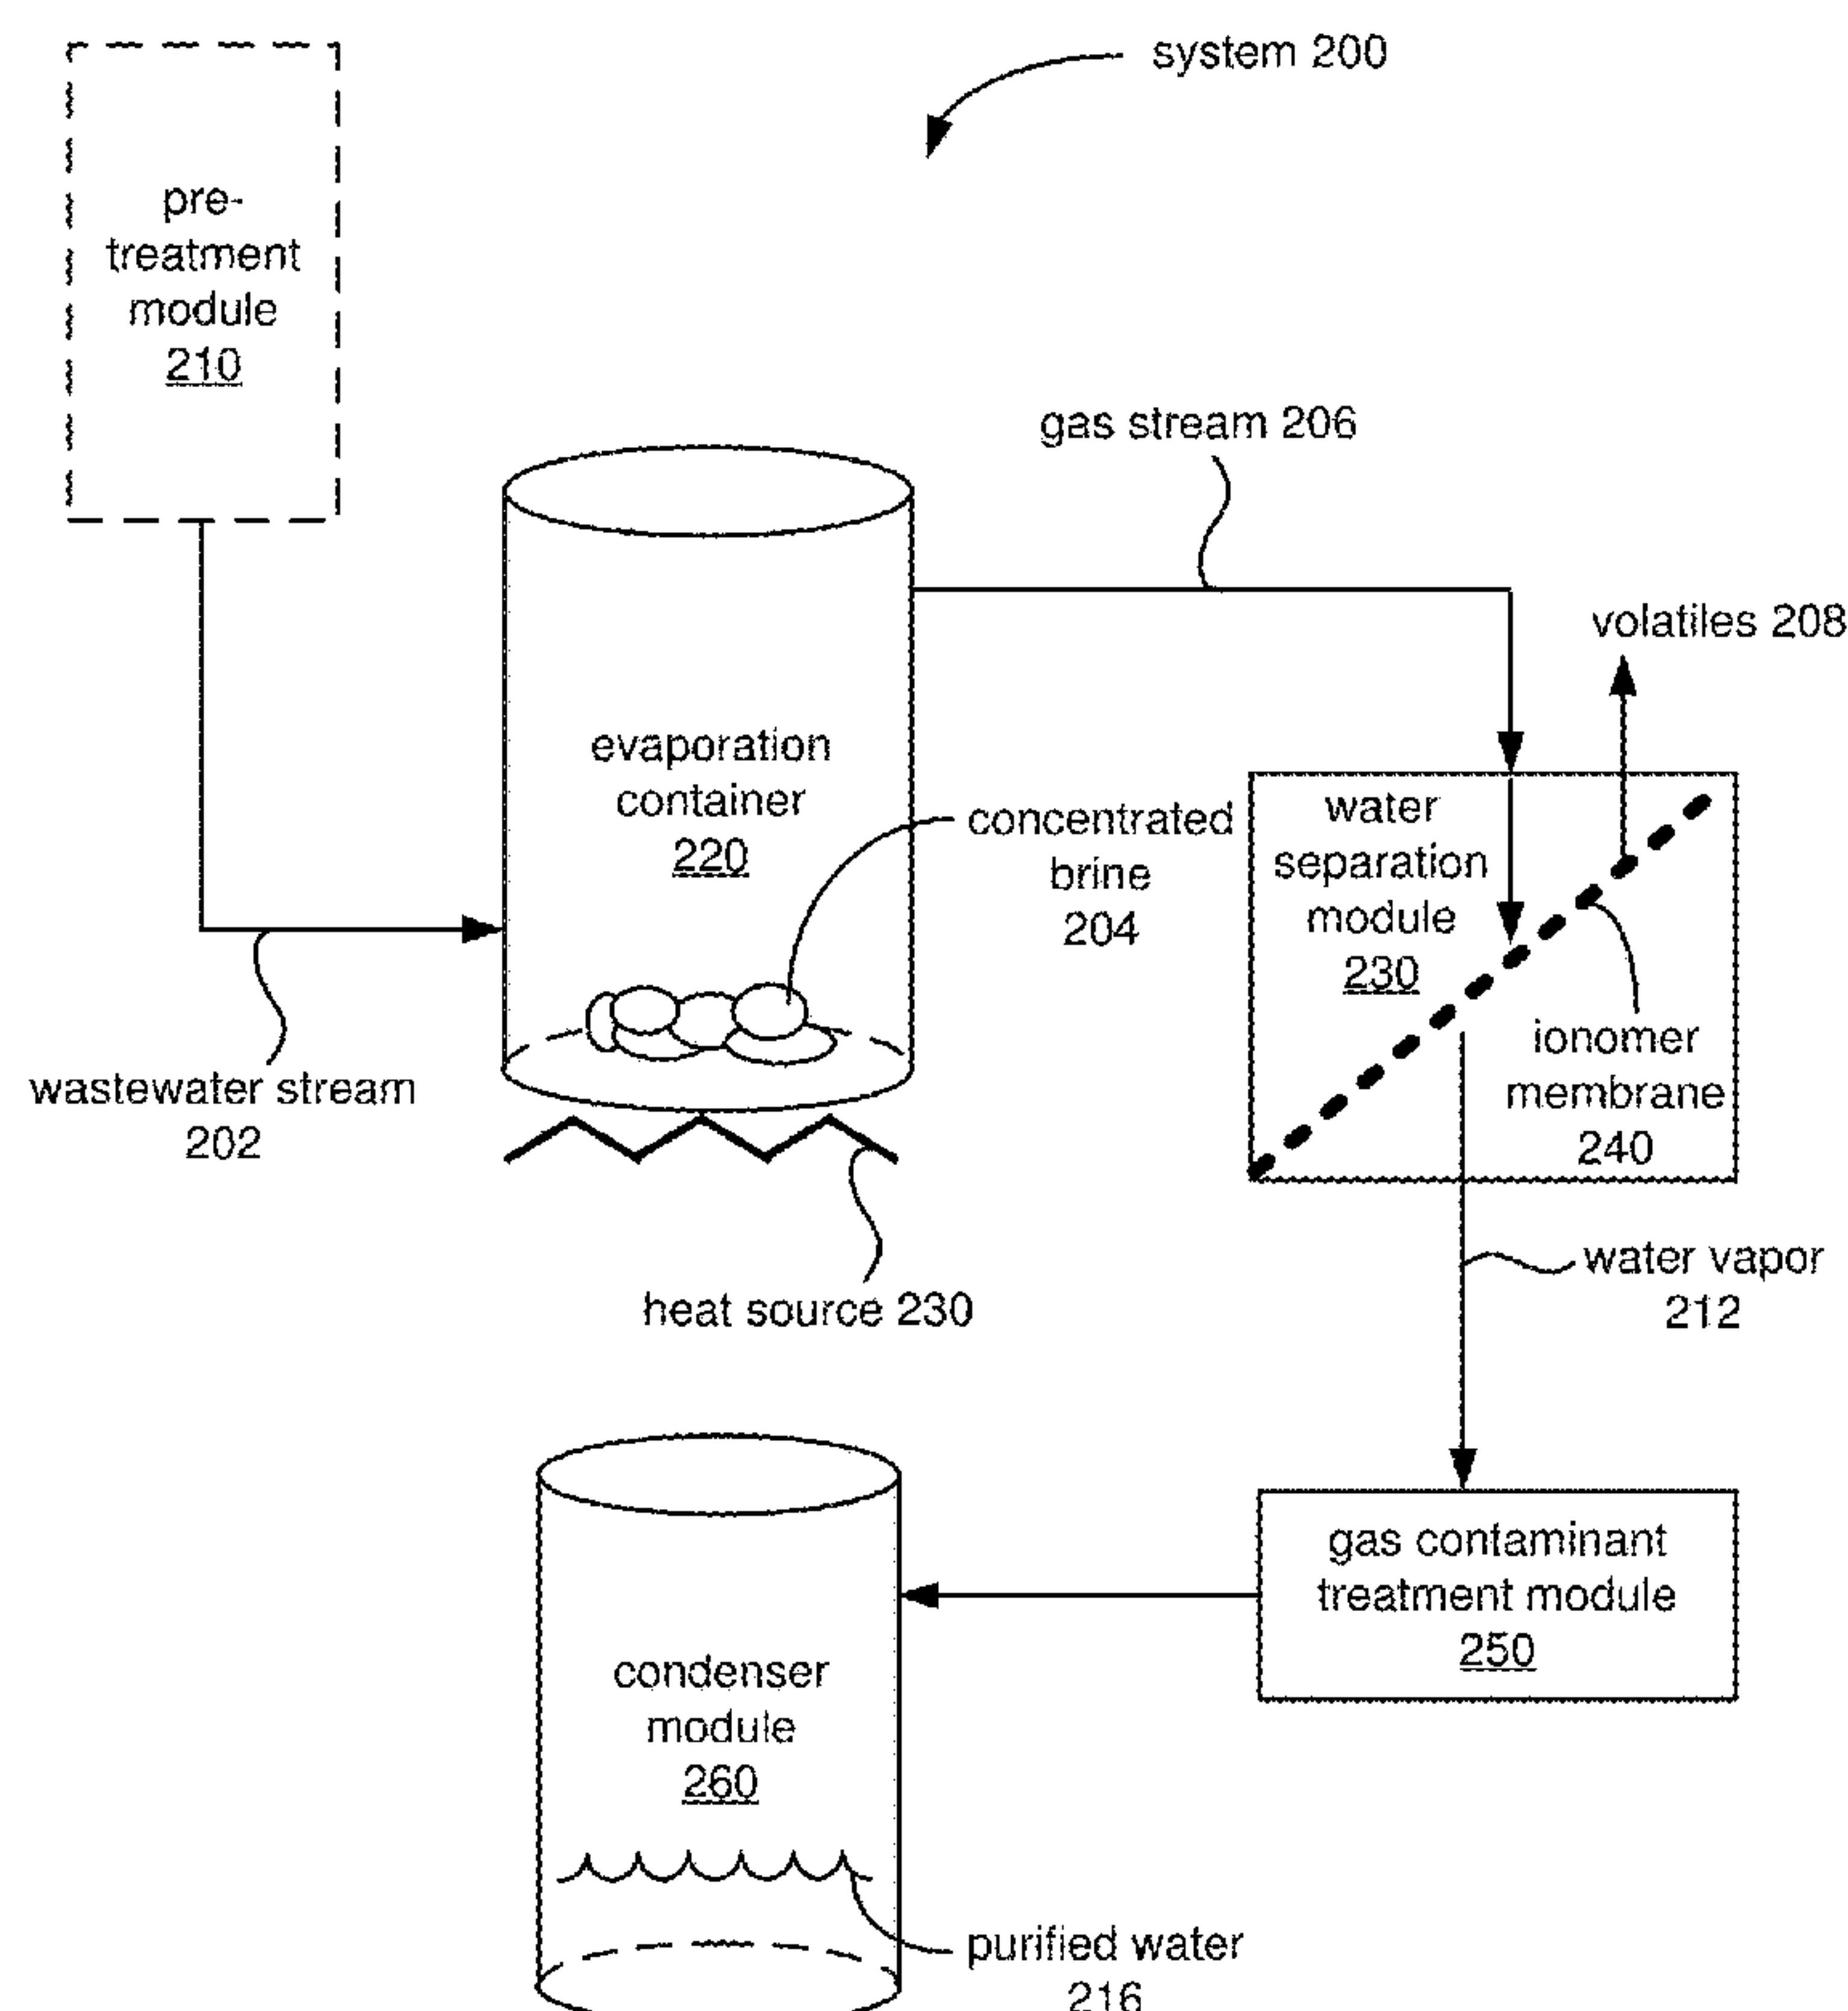 system 200
pre-
treatment
module
210
gas stream 206
volatiles 208
evaporation
container
220
concentrated
brine
204
water
separation
module
230
ionomer
membrane
240
wastewater stream
202
heat source 230
water vapor
212
gas contaminant
treatment module
250
condenser
module
260
purified water
216